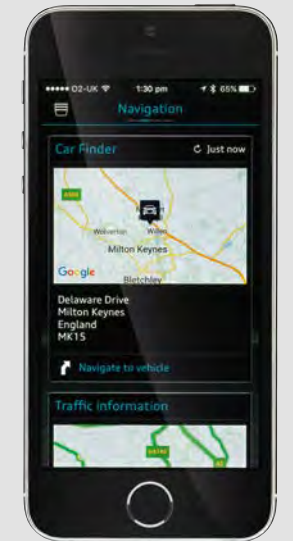 O2-UK 1:30 pm 65%
Navigation
Car Finder Just now
Wolverton Willen
Milton Keynes
Google
Bletchley
Delaware Drive
Milton Keynes
England
MK15
Navigate to vehicle
Traffic information